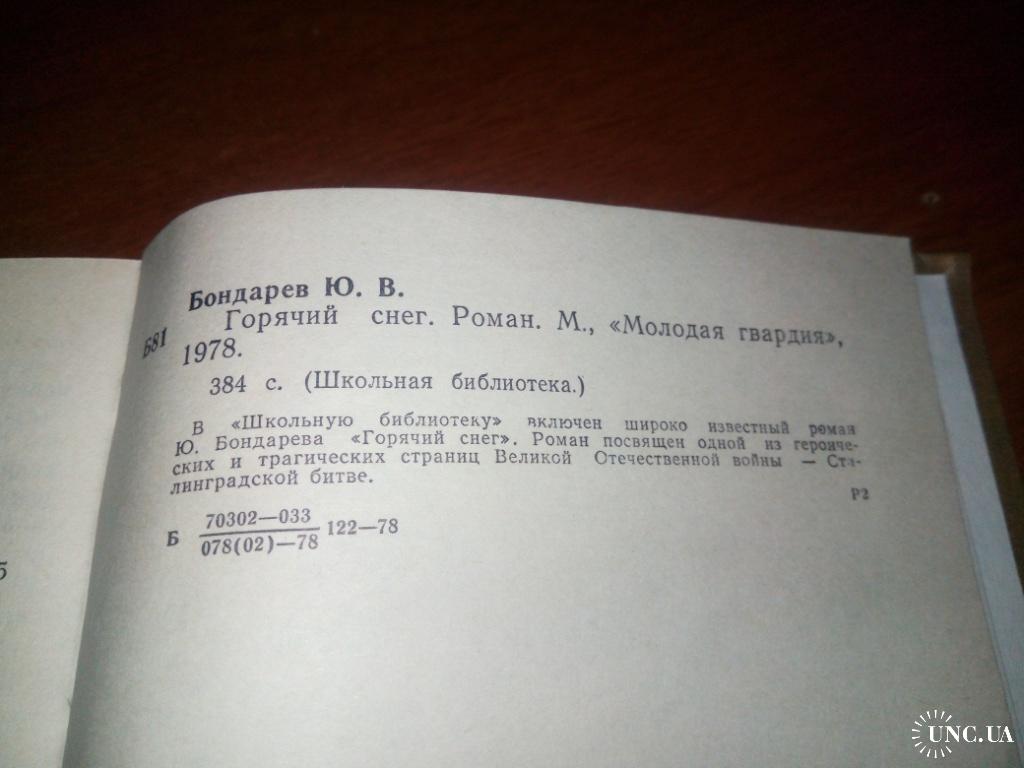 Бондарев Ю. В.
Б81 Горячий снег. Роман. М., «Молодая гвардия»,
1978.
384 с. (Школьная библиотека.)
В «Школьную библиотеку» включен широко известный роман
Ю. Бондарева «Горячий снег». Роман посвящен одной из героиче-
ских и трагических страниц Великой Отечественной войны — Ста-
линградской битве.
Р2
Б 70302—033
078(02)—78 122—78
5
UNC.UA